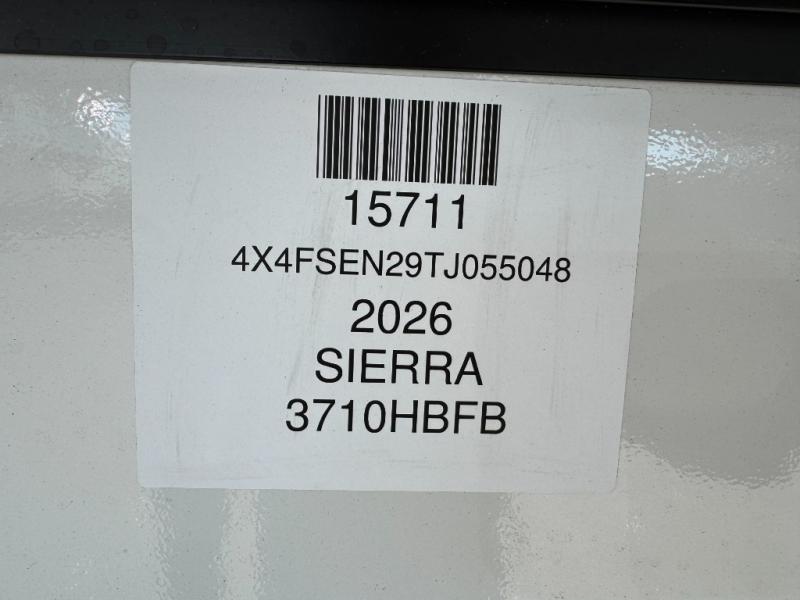 15711
4X4FSEN29TJ055048
2026
SIERRA
3710HBFB